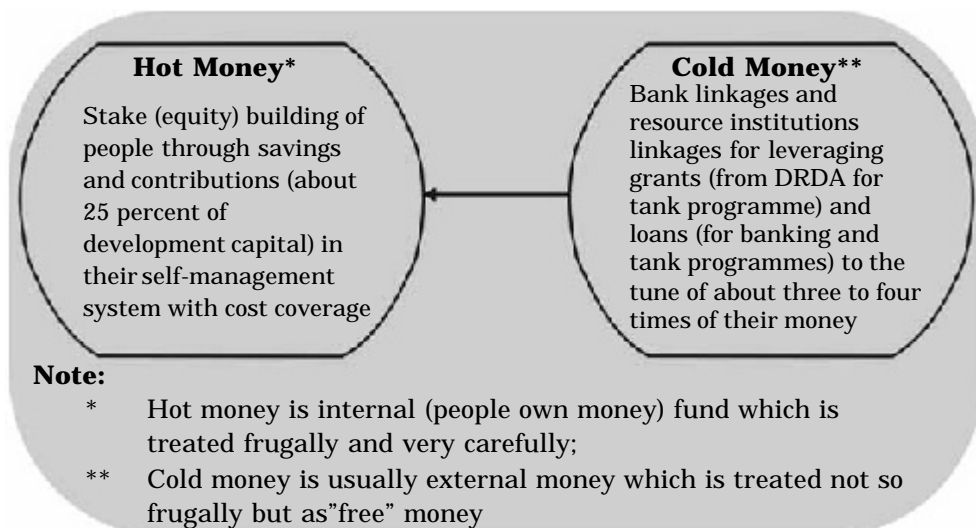 Hot Money*
Stake (equity) building of
people through savings
and contributions (about
25 percent of
development capital) in
their self-management
system with cost coverage
Cold Money**
Bank linkages and
resource institutions
linkages for leveraging
grants (from DRDA for
tank programme) and
loans (for banking and
tank programmes) to the
tune of about three to four
times of their money
Note:
* Hot money is internal (people own money) fund which is
treated frugally and very carefully;
** Cold money is usually external money which is treated not so
frugally but as"free" money